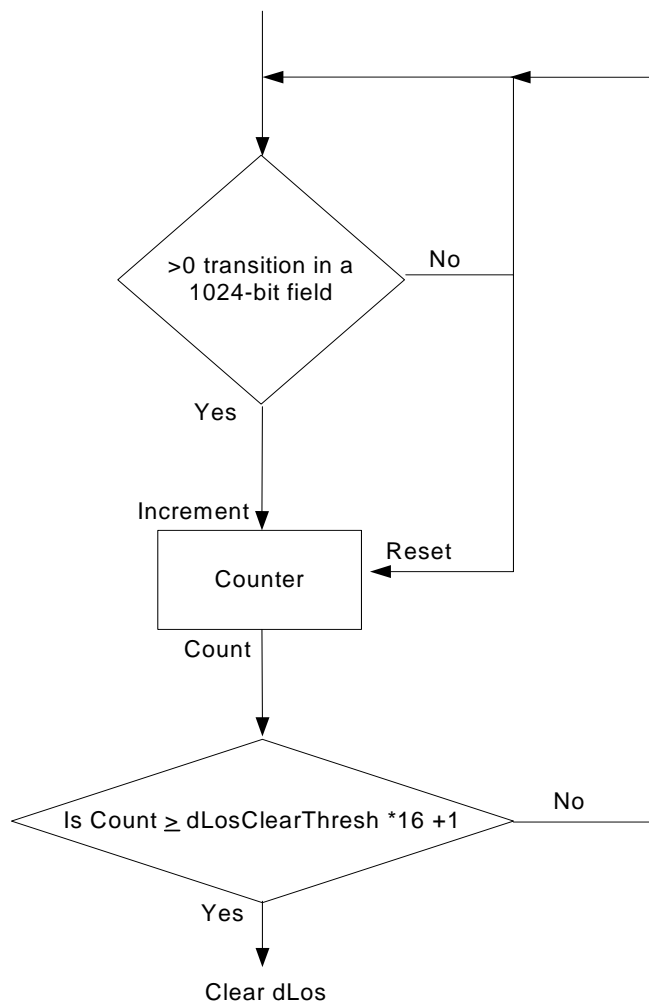 >0 transition in a
1024-bit field
No
Yes
Increment
Reset
Counter
Count
Is Count ≥ dLosClearThresh *16 +1
No
Yes
Clear dLos